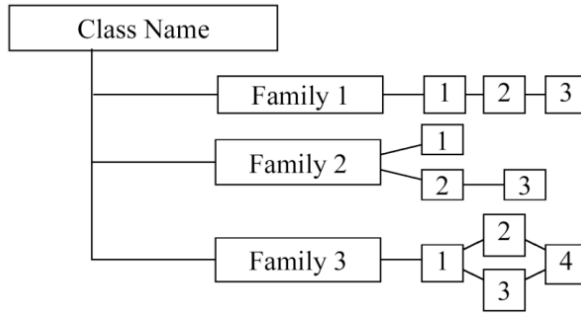 Class Name
Family 1 1 2 3
1
Family 2
2 3
2
Family 3 1 4
3